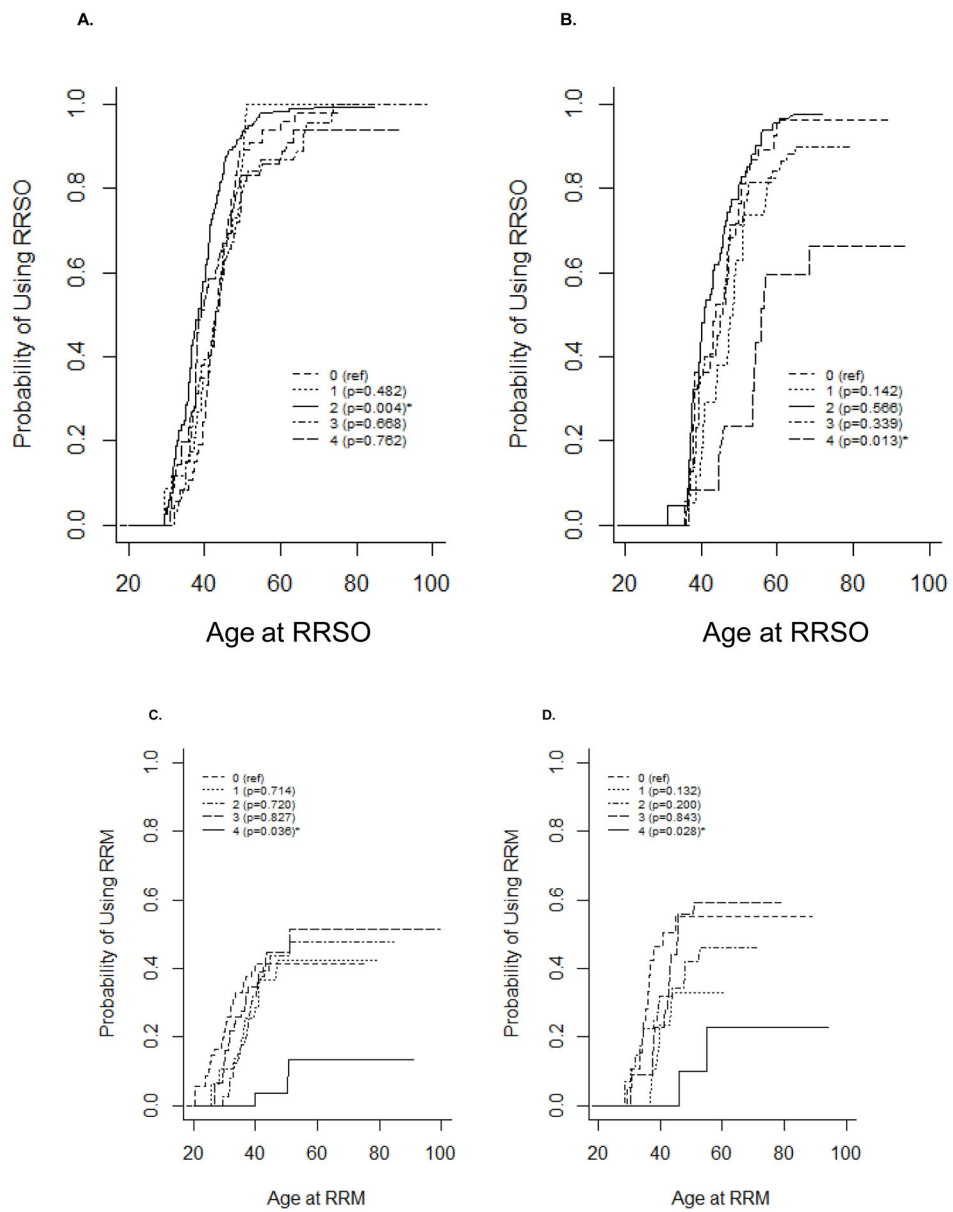 A.
B.
Probability of Using RRSO
0.0 0.2 0.4 0.6 0.8 1.0
0 (ref)
1 (p=0.482)
2 (p=0.004)*
3 (p=0.668)
4 (p=0.762)
20 40 60 80 100
Age at RRSO
Probability of Using RRSO
0.0 0.2 0.4 0.6 0.8 1.0
0 (ref)
1 (p=0.142)
2 (p=0.566)
3 (p=0.339)
4 (p=0.013)*
20 40 60 80 100
Age at RRSO
C.
D.
Probability of Using RRM
0.0 0.2 0.4 0.6 0.8 1.0
0 (ref)
1 (p=0.714)
2 (p=0.720)
3 (p=0.827)
4 (p=0.036)*
20 40 60 80 100
Age at RRM
Probability of Using RRM
0.0 0.2 0.4 0.6 0.8 1.0
0 (ref)
1 (p=0.132)
2 (p=0.200)
3 (p=0.843)
4 (p=0.028)*
20 40 60 80 100
Age at RRM